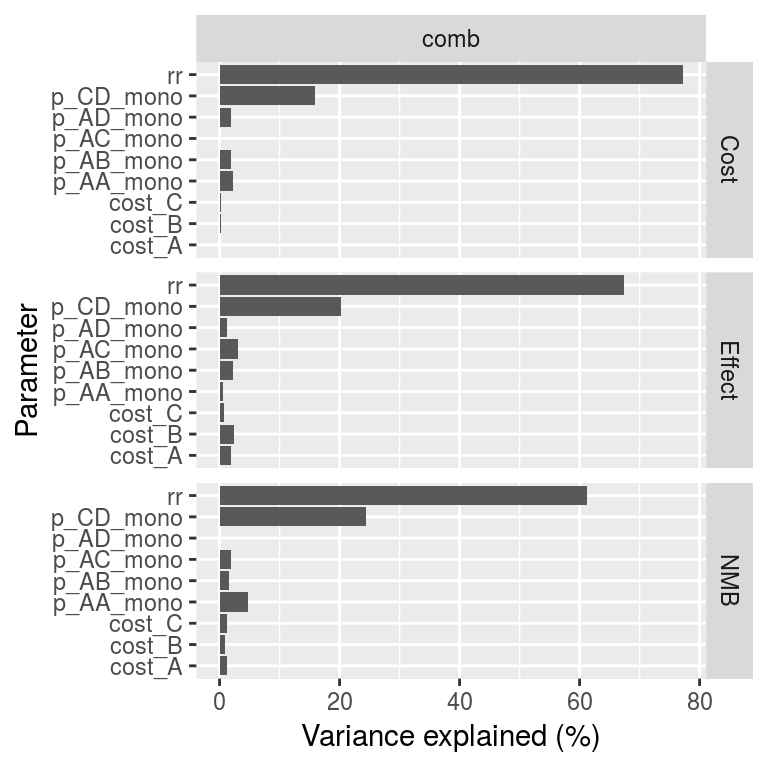 comb
Parameter
rr
p_CD_mono
p_AD_mono
p_AC_mono
p_AB_mono
p_AA_mono
cost_C
cost_B
cost_A
Cost
rr
p_CD_mono
p_AD_mono
p_AC_mono
p_AB_mono
p_AA_mono
cost_C
cost_B
cost_A
Effect
rr
p_CD_mono
p_AD_mono
p_AC_mono
p_AB_mono
p_AA_mono
cost_C
cost_B
cost_A
NMB
0 20 40 60 80
Variance explained (%)